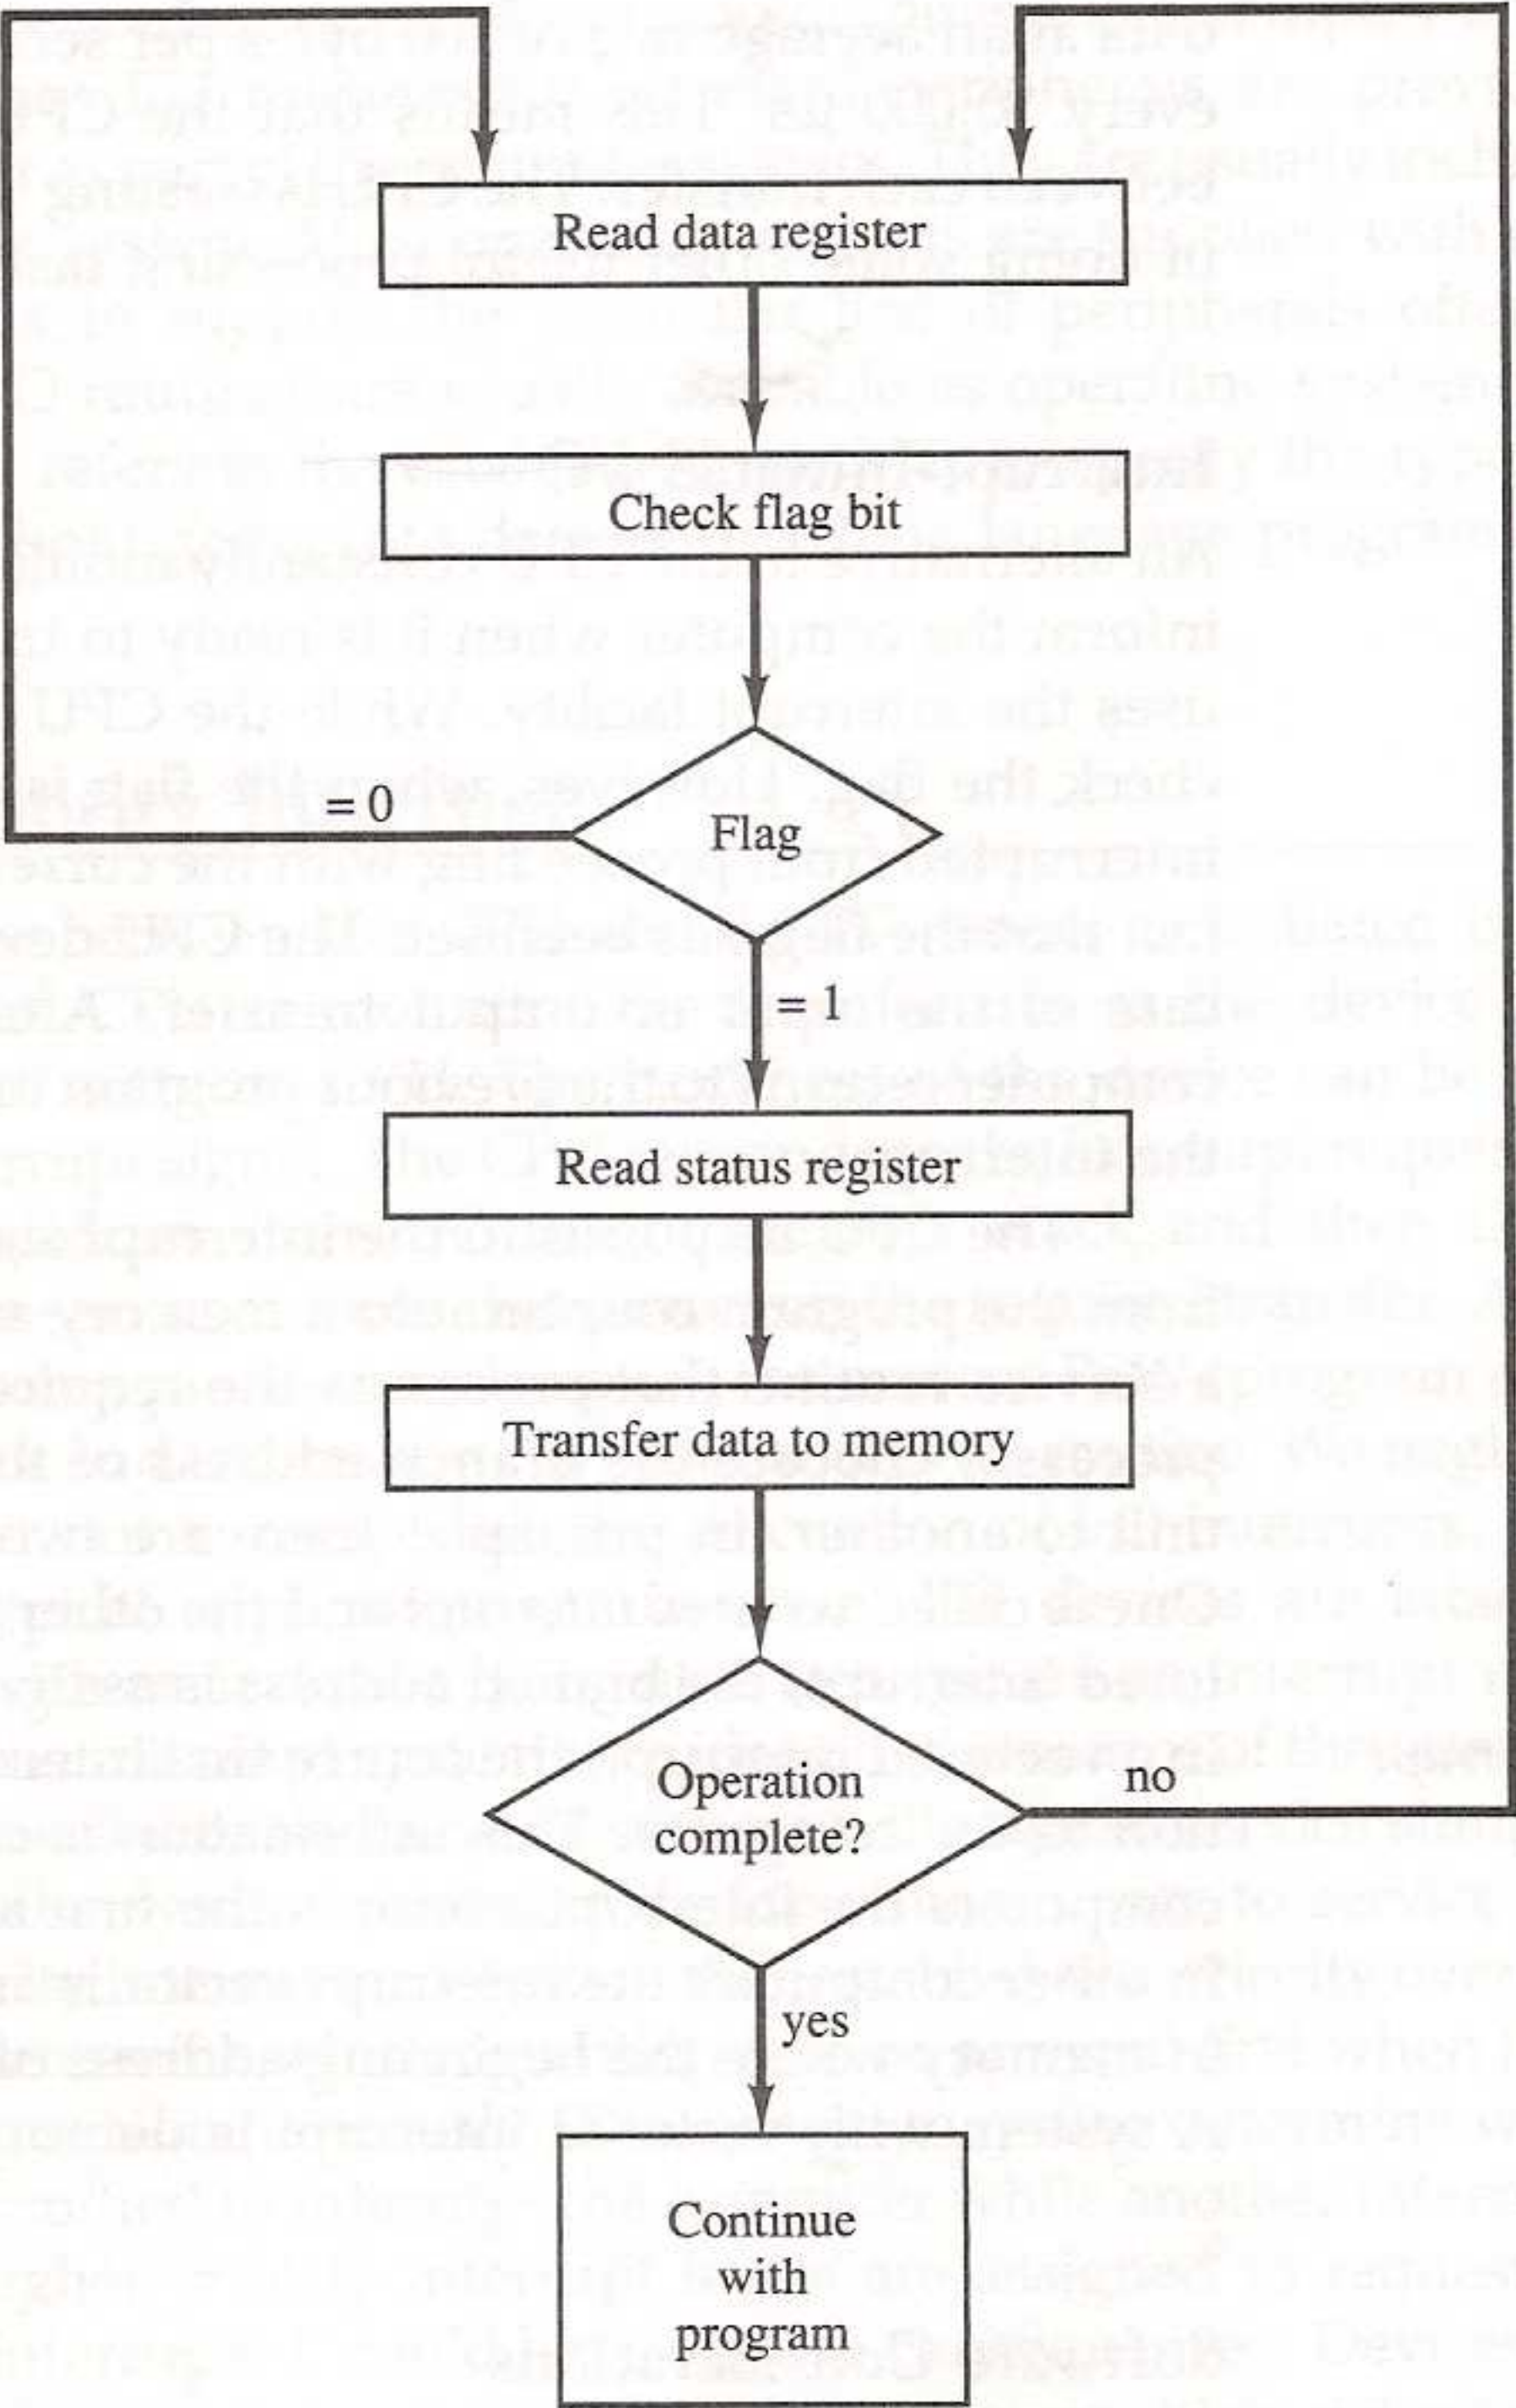 Read data register
Check flag bit
Flag
= 0
= 1
Read status register
Transfer data to memory
Operation
complete?
no
yes
Continue
with
program